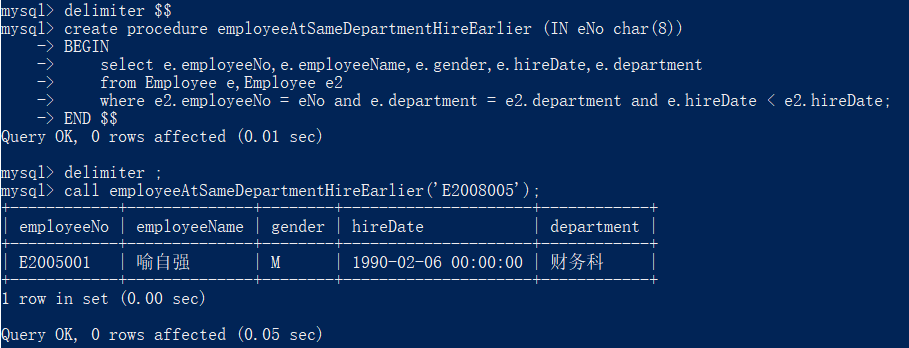 mysql> delimiter $$
mysql> create procedure employeeAtSameDepartmentHireEarlier (IN eNo char(8))
    -> BEGIN
    ->     select e.employeeNo,e.employeeName,e.gender,e.hireDate,e.department
    ->     from Employee e,Employee e2
    ->     where e2.employeeNo = eNo and e.department = e2.department and e.hireDate < e2.hireDate;
    -> END $$
Query OK, 0 rows affected (0.01 sec)

mysql> delimiter ;
mysql> call employeeAtSameDepartmentHireEarlier('E2008005');
+------------+--------------+--------+---------------------+------------+
| employeeNo | employeeName | gender | hireDate            | department |
+------------+--------------+--------+---------------------+------------+
| E2005001   | 喻自强       | M      | 1990-02-06 00:00:00 | 财务科     |
+------------+--------------+--------+---------------------+------------+
1 row in set (0.00 sec)

Query OK, 0 rows affected (0.05 sec)